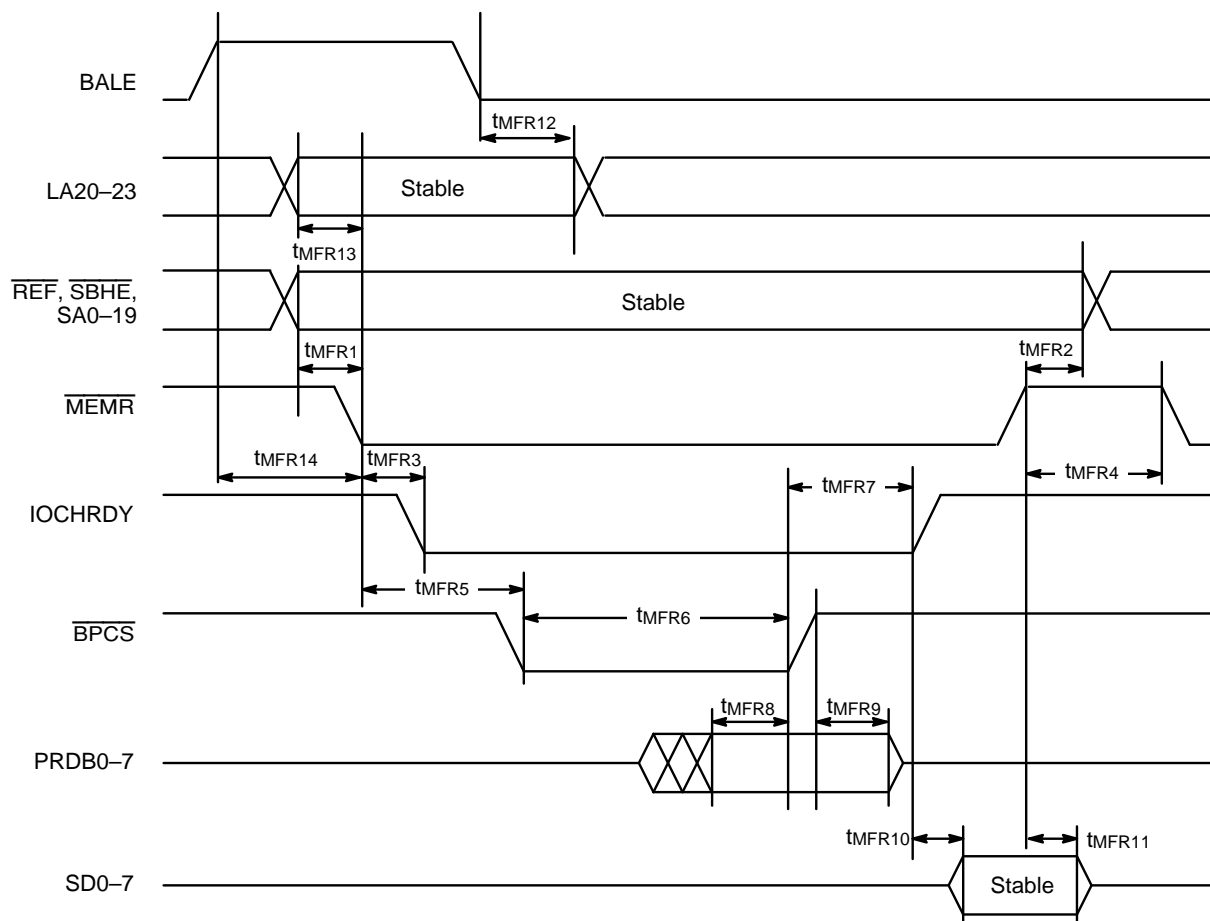 BALE
tMFR12
LA20–23
Stable
tMFR13
REF, SBHE,
SA0–19
Stable
tMFR1
tMFR2
MEMR
tMFR14
tMFR3
tMFR4
tMFR7
IOCHRDY
tMFR5
tMFR6
BPCS
tMFR8
tMFR9
PRDB0–7
tMFR10
tMFR11
SD0–7
Stable